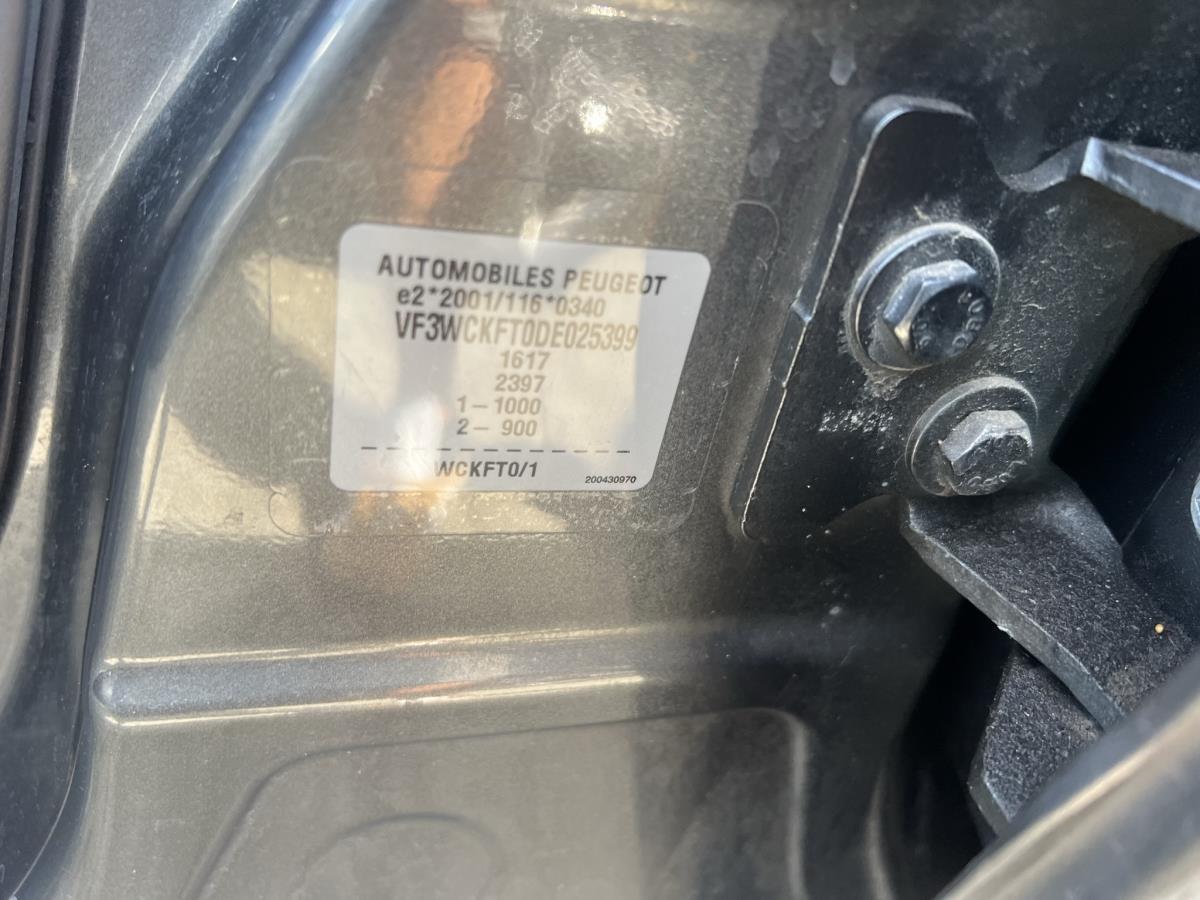 AUTOMOBILES PEUGEOT
e2*2001/116*0340
VF3WCKFT0DE025399
1617
2397
1- 1000
2- 900
WCKFT0/1
200430970